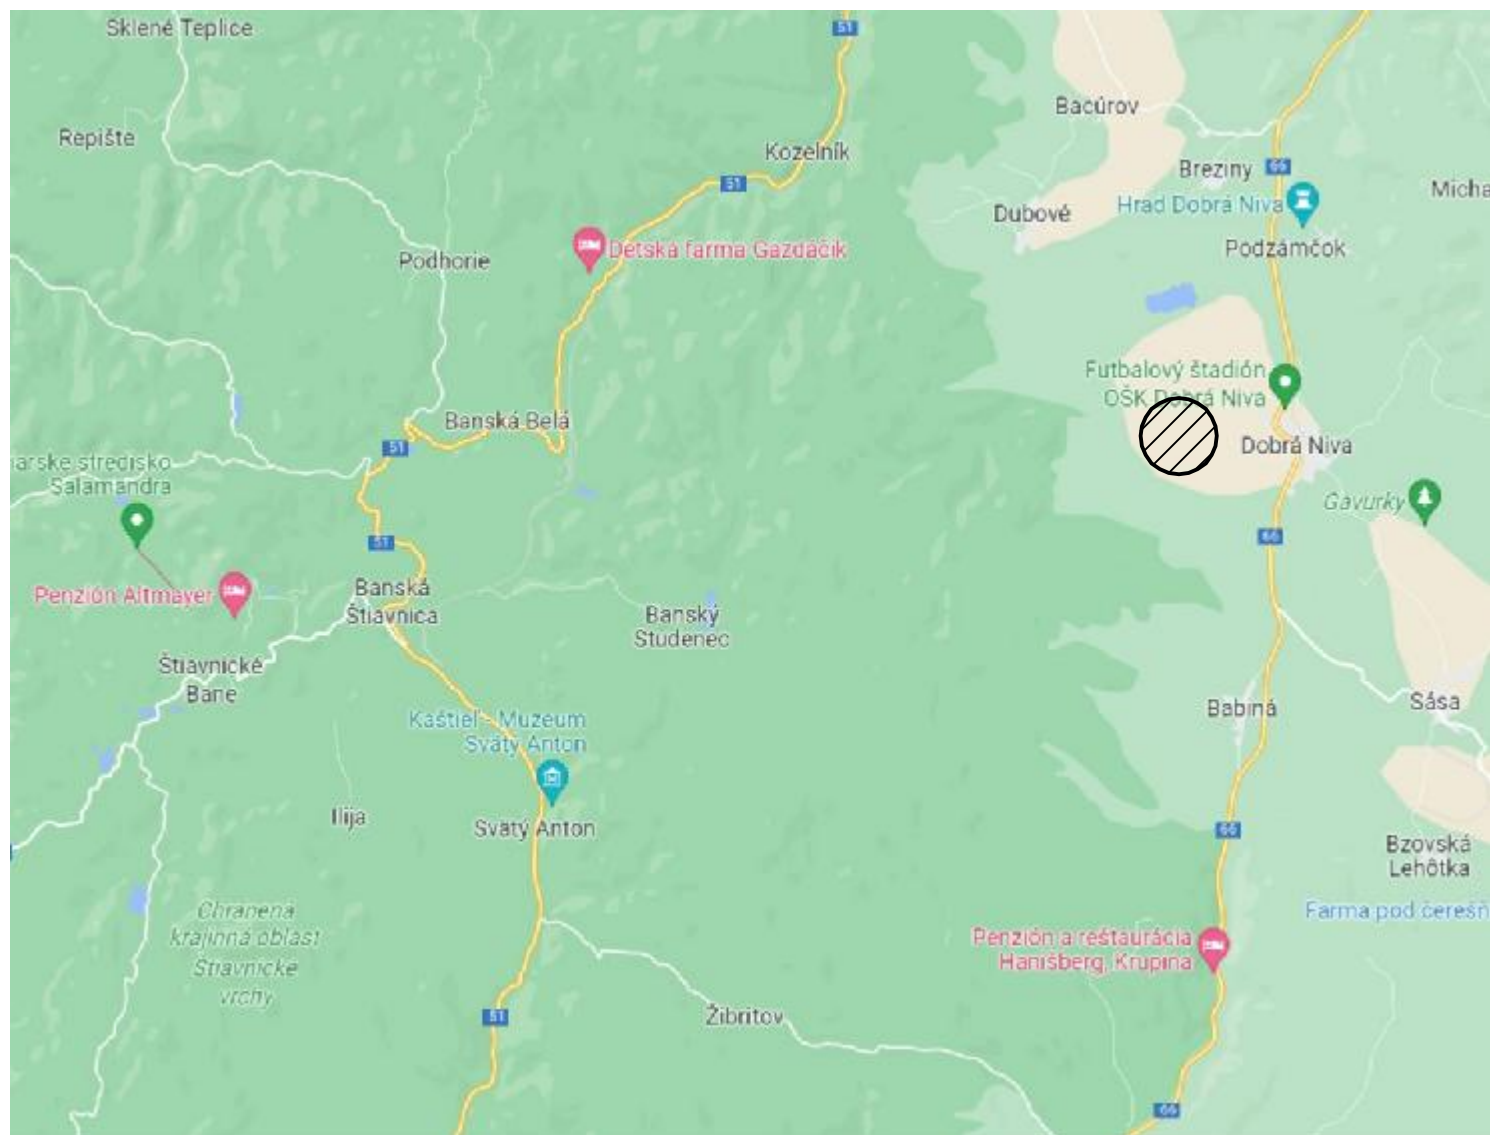 Sklené Teplice
51
Bacúrov
Repište
Kozelník
Breziny
66
51
Micha
Hrad Dobrá Niva
Dubové
Podzámčok
Detská farma Gazdáčik
Podhorie
Futbalový štadión
OŠK Dobrá Niva
Banská Belá
51
Dobrá Niva
arske stredisko
Salamandra
Gavurky
66
51
Banská
Štiavnica
Penzión Altmayer
Banský
Studenec
Štiavnické
Bane
Babiná
Sása
Kaštieľ - Muzeum
Svätý Anton
Ilija
Svätý Anton
66
Bzovská
Lehôtka
Chránená
krajinná oblasť
Štiavnické
vrchy
Farma pod čerešň
Penzión a reštaurácia
Hanišberg, Krupina
51
Žibritov
66